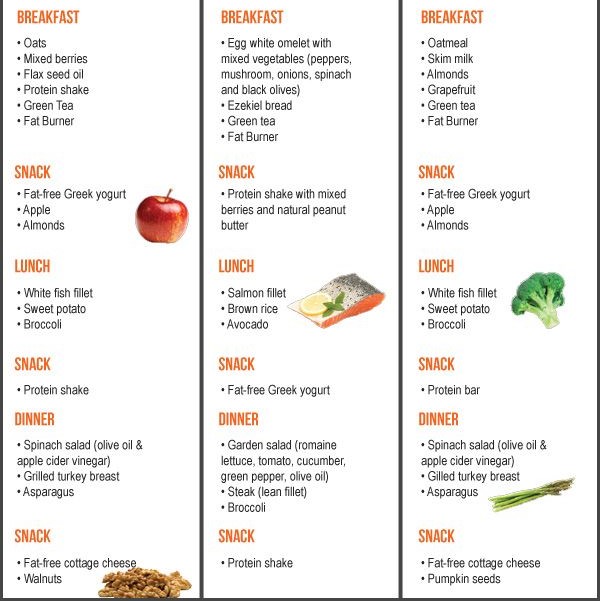 BREAKFAST
• Oats
• Mixed berries
• Flax seed oil
• Protein shake
• Green Tea
• Fat Burner
SNACK
• Fat-free Greek yogurt
• Apple
• Almonds
LUNCH
• White fish fillet
• Sweet potato
• Broccoli
SNACK
• Protein shake
DINNER
• Spinach salad (olive oil &
apple cider vinegar)
• Grilled turkey breast
• Asparagus
SNACK
• Fat-free cottage cheese
• Walnuts
BREAKFAST
• Egg white omelet with
mixed vegetables (peppers,
mushroom, onions, spinach
and black olives)
• Ezekiel bread
• Green tea
• Fat Burner
SNACK
• Protein shake with mixed
berries and natural peanut
butter
LUNCH
• Salmon fillet
• Brown rice
• Avocado
SNACK
• Fat-free Greek yogurt
DINNER
• Garden salad (romaine
lettuce, tomato, cucumber,
green pepper, olive oil)
• Steak (lean fillet)
• Broccoli
SNACK
• Protein shake
BREAKFAST
• Oatmeal
• Skim milk
• Almonds
• Grapefruit
• Green tea
• Fat Burner
SNACK
• Fat-free Greek yogurt
• Apple
• Almonds
LUNCH
• White fish fillet
• Sweet potato
• Broccoli
SNACK
• Protein bar
DINNER
• Spinach salad (olive oil &
apple cider vinegar)
• Gilled turkey breast
• Asparagus
SNACK
• Fat-free cottage cheese
• Pumpkin seeds